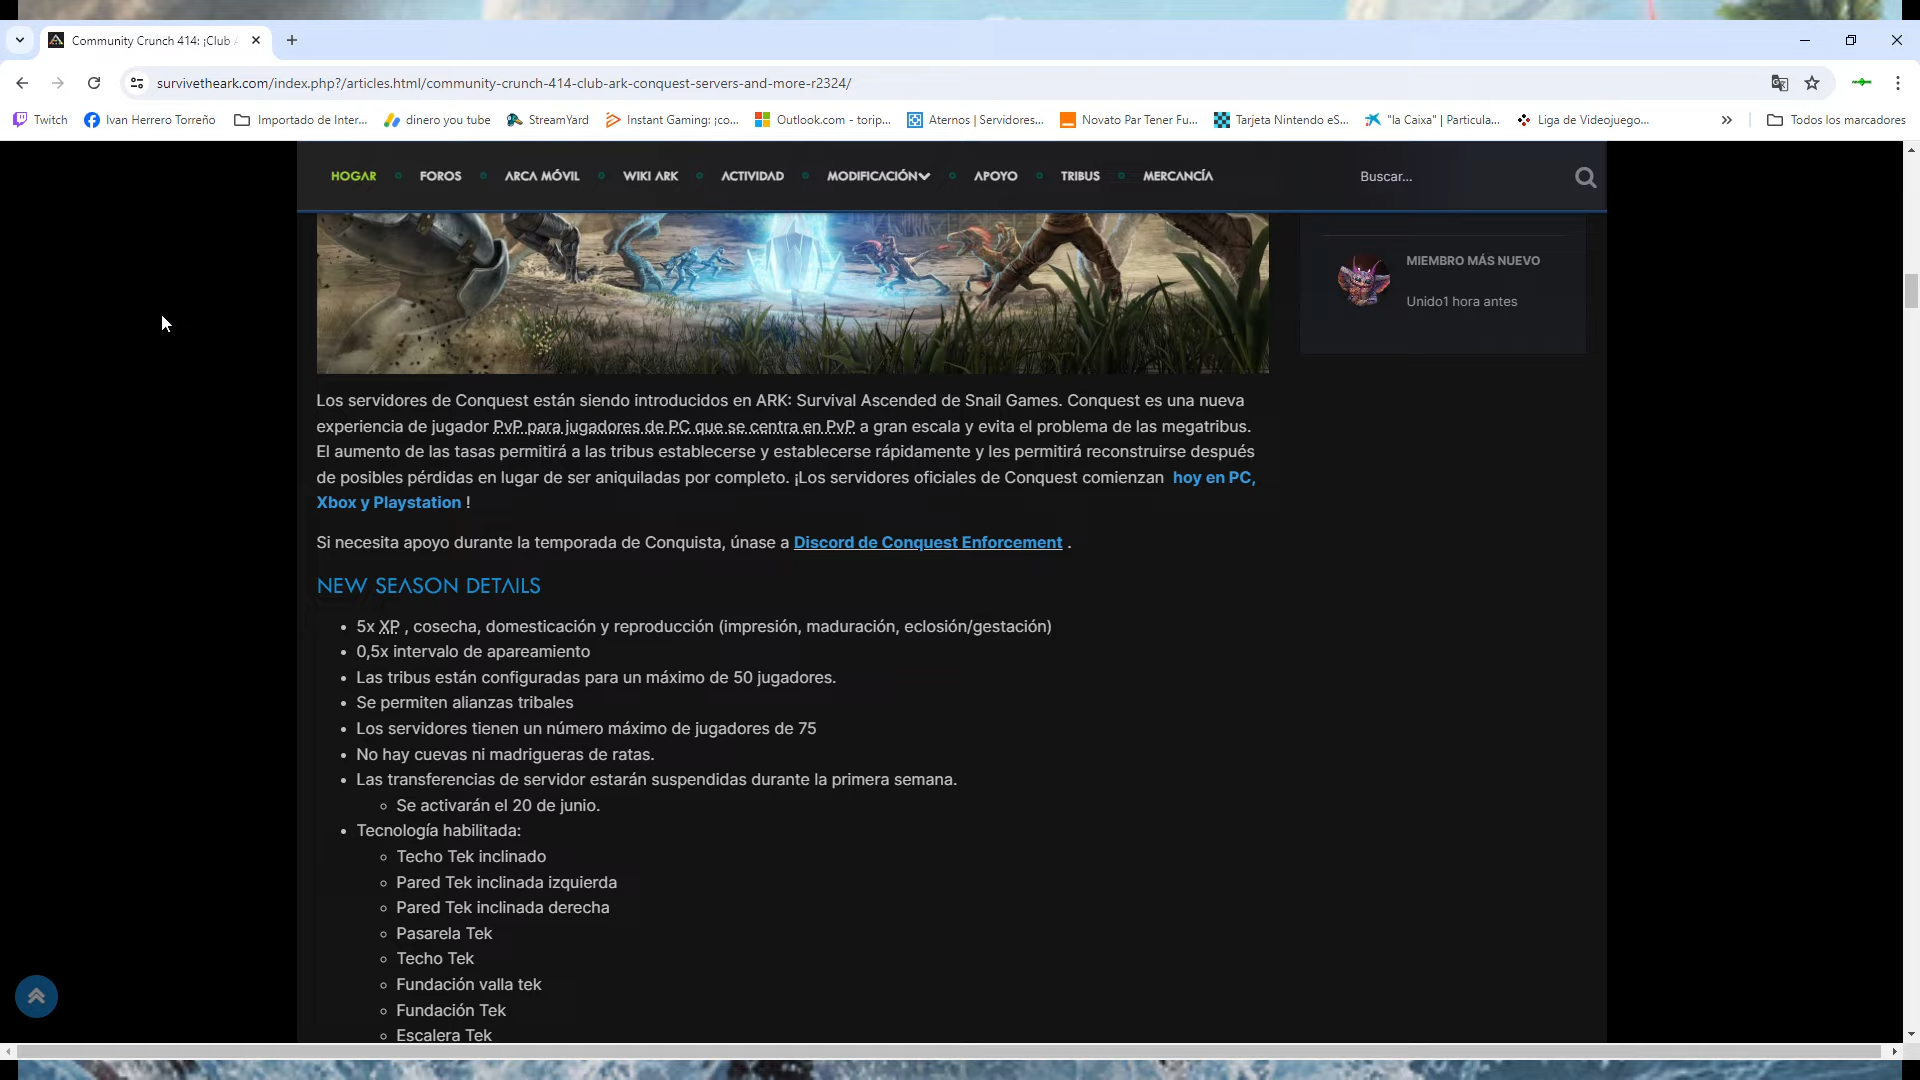 Community Crunch 414: ¡Club
survivetheark.com/index.php?/articles.html/community-crunch-414-club-ark-conquest-servers-and-more-r2324/
Twitch Ivan Herrero Torreño Importado de Inter... dinero you tube StreamYard Instant Gaming: ¡co... Outlook.com - torip... Aternos | Servidores... Novato Par Tener Fu... Tarjeta Nintendo eS... "la Caixa" | Particula... Liga de Videojuego... » Todos los marcadores
HOGAR FOROS ARCA MÓVIL WIKI ARK ACTIVIDAD MODIFICACIÓN APOYO TRIBUS MERCANCÍA Buscar...
MIEMBRO MÁS NUEVO
Unido1 hora antes
Los servidores de Conquest están siendo introducidos en ARK: Survival Ascended de Snail Games. Conquest es una nueva
experiencia de jugador PvP para jugadores de PC que se centra en PvP a gran escala y evita el problema de las megatribus.
El aumento de las tasas permitirá a las tribus establecerse y establecerse rápidamente y les permitirá reconstruirse después
de posibles pérdidas en lugar de ser aniquiladas por completo. ¡Los servidores oficiales de Conquest comienzan hoy en PC,
Xbox y Playstation !
Si necesita apoyo durante la temporada de Conquista, únase a Discord de Conquest Enforcement .
NEW SEASON DETAILS
• 5x XP , cosecha, domesticación y reproducción (impresión, maduración, eclosión/gestación)
• 0,5x intervalo de apareamiento
• Las tribus están configuradas para un máximo de 50 jugadores.
• Se permiten alianzas tribales
• Los servidores tienen un número máximo de jugadores de 75
• No hay cuevas ni madrigueras de ratas.
• Las transferencias de servidor estarán suspendidas durante la primera semana.
◦ Se activarán el 20 de junio.
• Tecnología habilitada:
◦ Techo Tek inclinado
◦ Pared Tek inclinada izquierda
◦ Pared Tek inclinada derecha
◦ Pasarela Tek
◦ Techo Tek
◦ Fundación valla tek
◦ Fundación Tek
◦ Escalera Tek